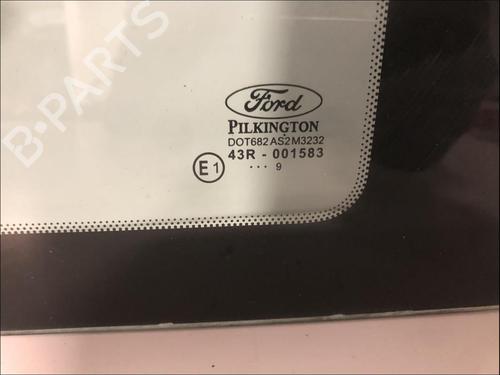 B-PARTS
Ford
PILKINGTON
DOT682 AS2 M3232
43R - 001583
E1
... 9